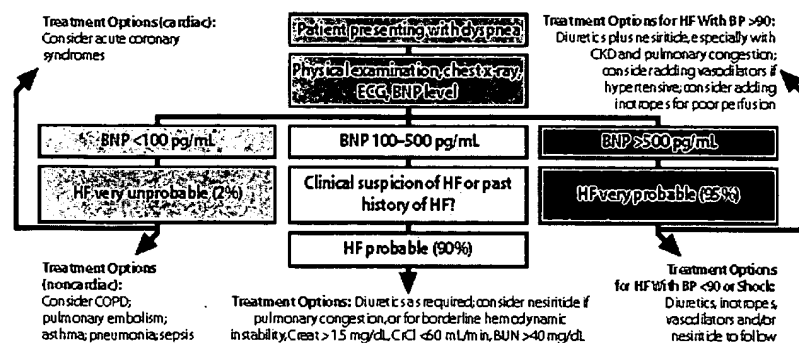 Treatment Options (cardiac):
Consider acute coronary
syndromes
Patient presenting with dyspnea
Physical examination, chest x-ray,
ECG, BNP level
Treatment Options for HF With BP >90:
Diuretics plus nesiritide, especially with
CKD and pulmonary congestion;
consider adding vasodilators if
hypertensive; consider adding
inotropes for poor perfusion
BNP <100 pg/mL
BNP 100–500 pg/mL
BNP >500 pg/mL
HF very unprobable (2%)
Clinical suspicion of HF or past
history of HF?
HF very probable (95%)
HF probable (90%)
Treatment Options
(noncardiac):
Consider COPD;
pulmonary embolism;
asthma; pneumonia; sepsis
Treatment Options: Diuretics as required; consider nesiritide if
pulmonary congestion, or for borderline hemodynamic
instability, Creat >1.5 mg/dL, CrCl <60 mL/min, BUN >40 mg/dL
Treatment Options
for HF With BP <90 or Shock:
Diuretics, inotropes,
vasodilators and/or
nesiritide to follow